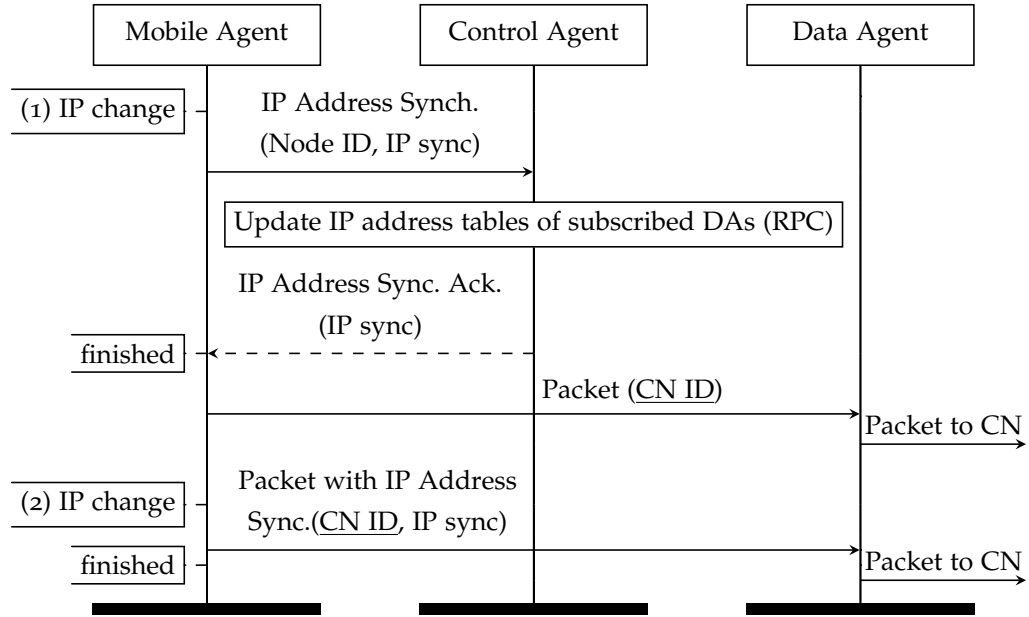 Mobile Agent
Control Agent
Data Agent
(1) IP change
IP Address Synch.
(Node ID, IP sync)
Update IP address tables of subscribed DAs (RPC)
IP Address Sync. Ack.
(IP sync)
finished
Packet (CN ID)
Packet to CN
(2) IP change
Packet with IP Address
Sync.(CN ID, IP sync)
finished
Packet to CN